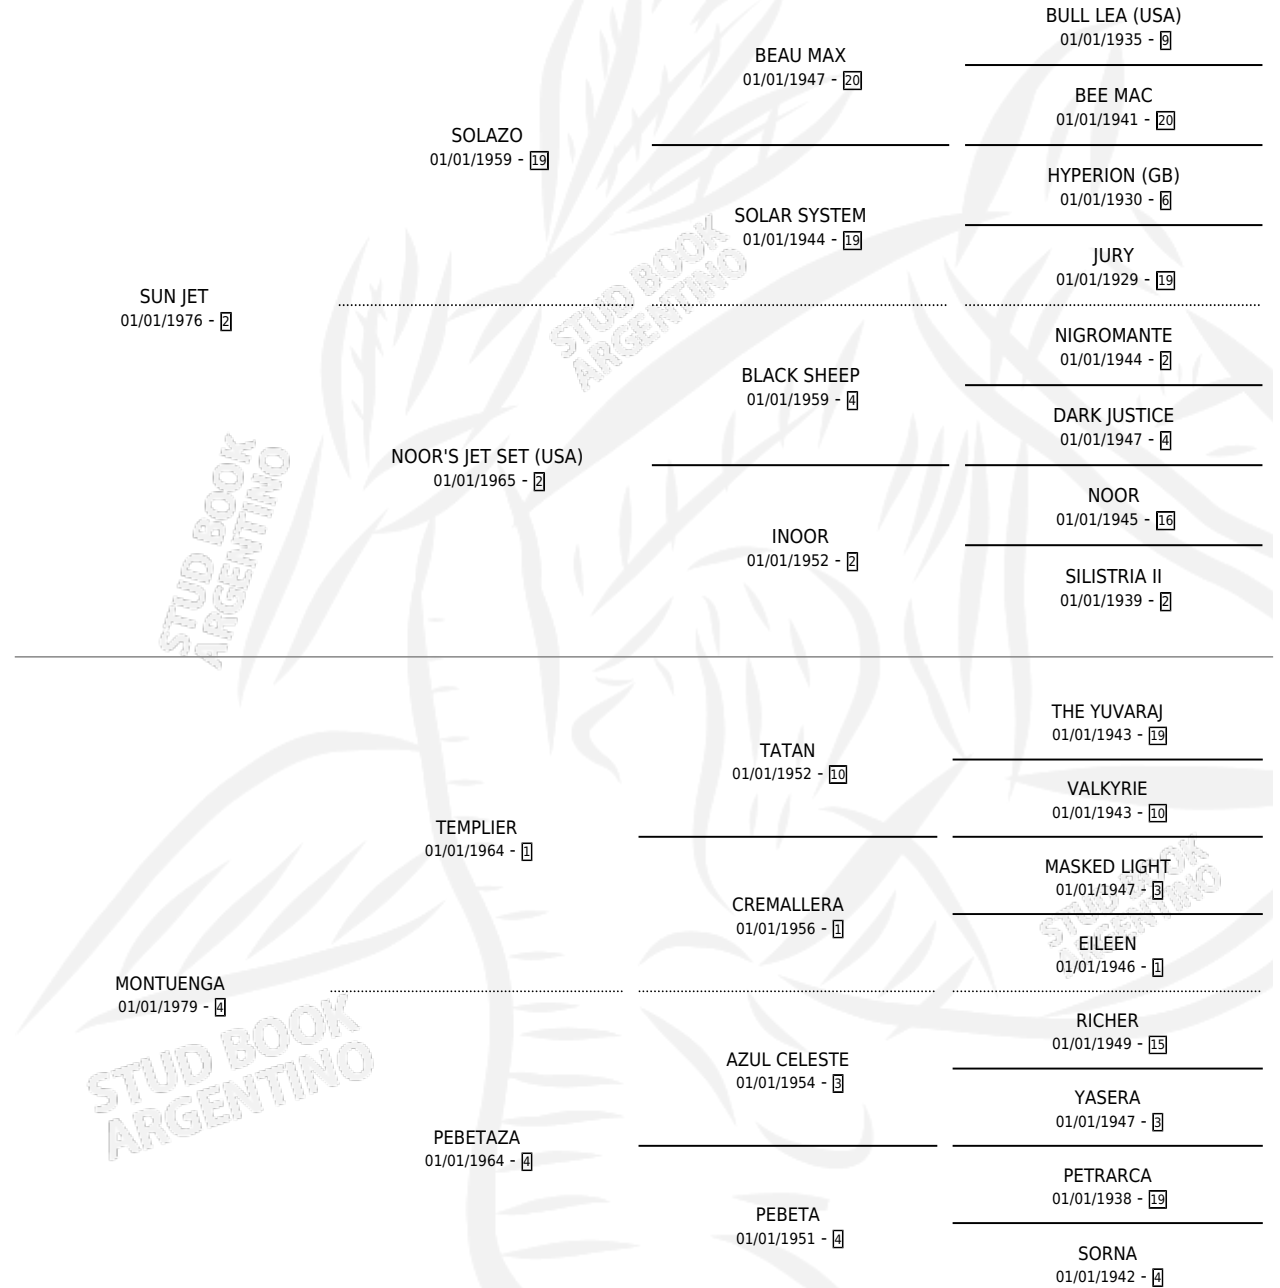 BULL LEA (USA)
01/01/1935 - 9
BEAU MAX
01/01/1947 - 20
BEE MAC
01/01/1941 - 20
SOLAZO
01/01/1959 - 19
HYPERION (GB)
01/01/1930 - 6
SOLAR SYSTEM
01/01/1944 - 19
JURY
01/01/1929 - 19
SUN JET
01/01/1976 - 2
STUD BOOK
ARGENTINO
NIGROMANTE
01/01/1944 - 2
BLACK SHEEP
01/01/1959 - 4
DARK JUSTICE
01/01/1947 - 4
NOOR'S JET SET (USA)
01/01/1965 - 2
NOOR
01/01/1945 - 16
INOOR
01/01/1952 - 2
SILISTRIA II
01/01/1939 - 2
STUD BOOK
ARGENTINO
THE YUVARAJ
01/01/1943 - 19
TATAN
01/01/1952 - 10
VALKYRIE
01/01/1943 - 10
TEMPLIER
01/01/1964 - 1
MASKED LIGHT
01/01/1947 - 3
CREMALLERA
01/01/1956 - 1
EILEEN
01/01/1946 - 1
STUD BOOK
ARGENTINO
MONTUENGA
01/01/1979 - 4
RICHER
01/01/1949 - 15
AZUL CELESTE
01/01/1954 - 3
YASERA
01/01/1947 - 3
STUD BOOK
ARGENTINO
PEBETAZA
01/01/1964 - 4
PETRARCA
01/01/1938 - 19
PEBETA
01/01/1951 - 4
SORNA
01/01/1942 - 4